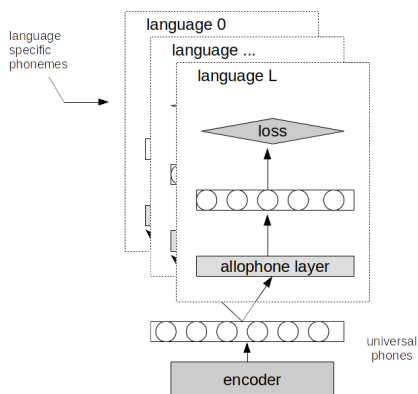 language 0
language ...
language L
language
specific
phonemes
loss
allophone layer
universal
phones
encoder